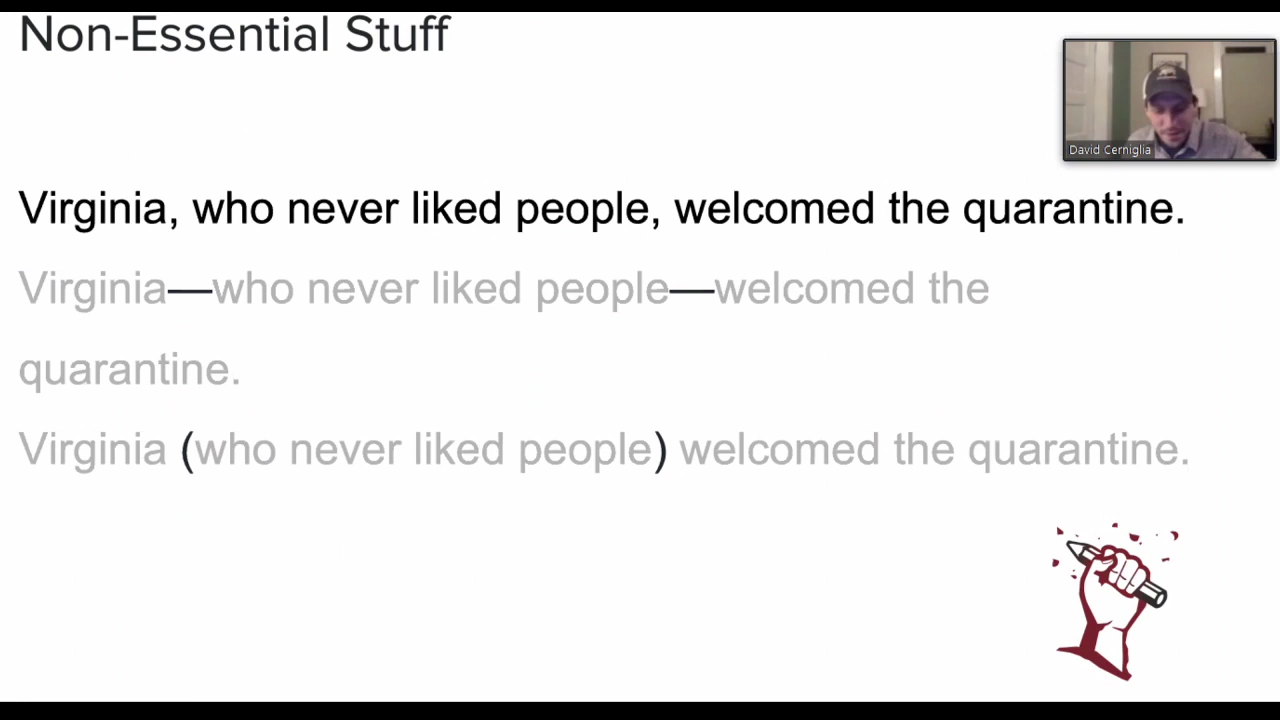 Non-Essential Stuff
David Cerniglia
Virginia, who never liked people, welcomed the quarantine.
Virginia—who never liked people—welcomed the
quarantine.
Virginia (who never liked people) welcomed the quarantine.